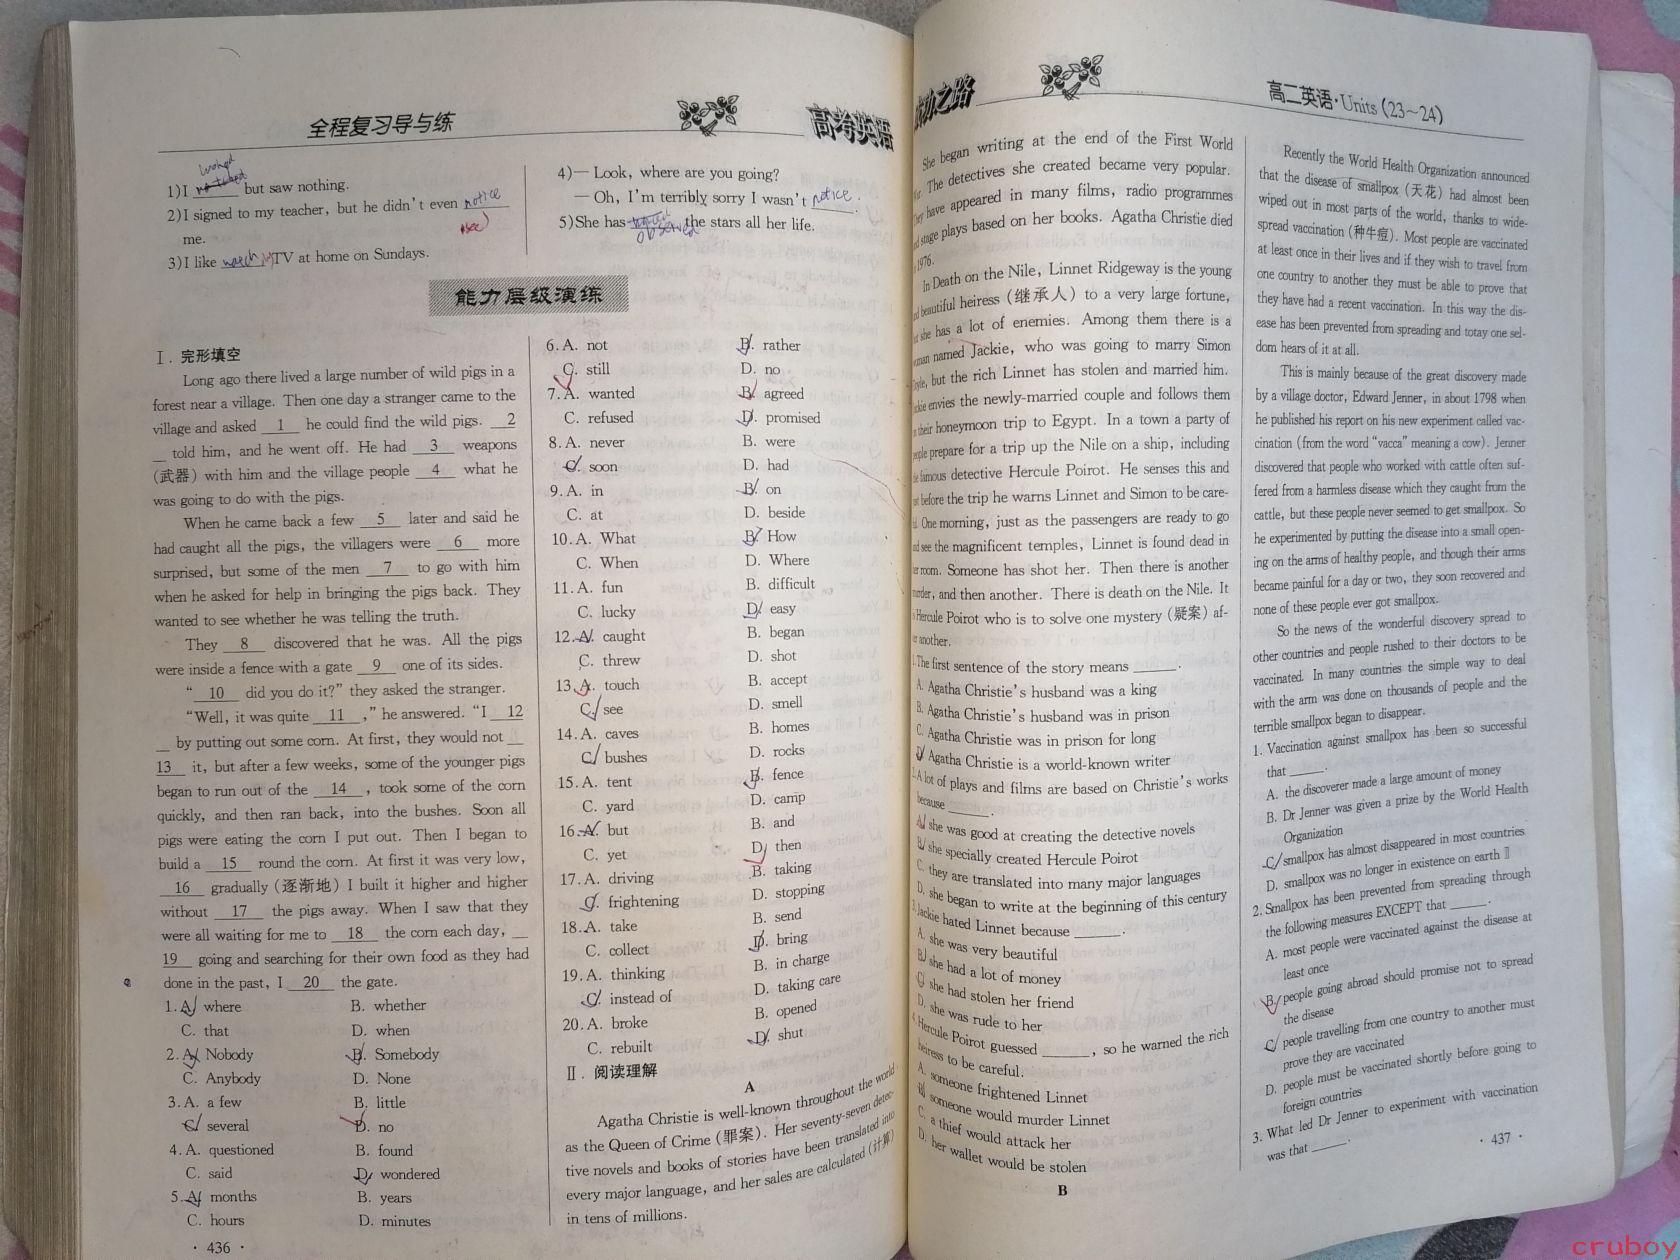 全程复习导与练
高考英语
looked
1)I but saw nothing.
2)I signed to my teacher, but he didn't even notice
me. (see)
3)I like watching TV at home on Sundays.
4)— Look, where are you going?
— Oh, I'm terribly sorry I wasn't notice.
5)She has the stars all her life.
observed
能力层级演练
Ⅰ. 完形填空
Long ago there lived a large number of wild pigs in a
forest near a village. Then one day a stranger came to the
village and asked 1 he could find the wild pigs. 2
told him, and he went off. He had 3 weapons
(武器) with him and the village people 4 what he
was going to do with the pigs.
When he came back a few 5 later and said he
had caught all the pigs, the villagers were 6 more
surprised, but some of the men 7 to go with him
when he asked for help in bringing the pigs back. They
wanted to see whether he was telling the truth.
They 8 discovered that he was. All the pigs
were inside a fence with a gate 9 one of its sides.
" 10 did you do it?" they asked the stranger.
"Well, it was quite 11 ," he answered. "I 12
by putting out some corn. At first, they would not
13 it, but after a few weeks, some of the younger pigs
began to run out of the 14 , took some of the corn
quickly, and then ran back, into the bushes. Soon all
pigs were eating the corn I put out. Then I began to
build a 15 round the corn. At first it was very low,
16 gradually (逐渐地) I built it higher and higher
without 17 the pigs away. When I saw that they
were all waiting for me to 18 the corn each day,
19 going and searching for their own food as they had
done in the past, I 20 the gate.
1. A. where B. whether
C. that D. when
2. A. Nobody B. Somebody
C. Anybody D. None
3. A. a few B. little
C. several D. no
4. A. questioned B. found
C. said D. wondered
5. A. months B. years
C. hours D. minutes
· 436 ·
6. A. not B. rather
C. still D. no
7. A. wanted B. agreed
C. refused D. promised
8. A. never B. were
C. soon D. had
9. A. in B. on
C. at D. beside
10. A. What B. How
C. When D. Where
11. A. fun B. difficult
C. lucky D. easy
12. A. caught B. began
C. threw D. shot
13. A. touch B. accept
C. see D. smell
14. A. caves B. homes
C. bushes D. rocks
15. A. tent B. fence
C. yard D. camp
16. A. but B. and
C. yet D. then
17. A. driving B. taking
C. frightening D. stopping
18. A. take B. send
C. collect D. bring
19. A. thinking B. in charge
C. instead of D. taking care
20. A. broke B. opened
C. rebuilt D. shut
Ⅱ. 阅读理解
A
Agatha Christie is well-known throughout the world
as the Queen of Crime (罪案). Her seventy-seven detec-
tive novels and books of stories have been translated into
every major language, and her sales are calculated (计算)
in tens of millions.
成功之路
高二英语·Units (23~24)
She began writing at the end of the First World
War. The detectives she created became very popular.
They have appeared in many films, radio programmes
and stage plays based on her books. Agatha Christie died
in 1976.
In Death on the Nile, Linnet Ridgeway is the young
and beautiful heiress (继承人) to a very large fortune,
but she has a lot of enemies. Among them there is a
woman named Jackie, who was going to marry Simon
Doyle, but the rich Linnet has stolen and married him.
Jackie envies the newly-married couple and follows them
on their honeymoon trip to Egypt. In a town a party of
people prepare for a trip up the Nile on a ship, including
the famous detective Hercule Poirot. He senses this and
just before the trip he warns Linnet and Simon to be care-
ful. One morning, just as the passengers are ready to go
and see the magnificent temples, Linnet is found dead in
her room. Someone has shot her. Then there is another
murder, and then another. There is death on the Nile. It
is Hercule Poirot who is to solve one mystery (疑案) af-
ter another.
1. The first sentence of the story means ______.
A. Agatha Christie's husband was a king
B. Agatha Christie's husband was in prison
C. Agatha Christie was in prison for long
D. Agatha Christie is a world-known writer
2. A lot of plays and films are based on Christie's works
because ______.
A. she was good at creating the detective novels
B. she specially created Hercule Poirot
C. they are translated into many major languages
D. she began to write at the beginning of this century
3. Jackie hated Linnet because ______.
A. she was very beautiful
B. she had a lot of money
C. she had stolen her friend
D. she was rude to her
4. Hercule Poirot guessed ______, so he warned the rich
heiress to be careful.
A. someone frightened Linnet
B. someone would murder Linnet
C. a thief would attack her
D. her wallet would be stolen
B
Recently the World Health Organization announced
that the disease of smallpox (天花) had almost been
wiped out in most parts of the world, thanks to wide-
spread vaccination (种牛痘). Most people are vaccinated
at least once in their lives and if they wish to travel from
one country to another they must be able to prove that
they have had a recent vaccination. In this way the dis-
ease has been prevented from spreading and totay one sel-
dom hears of it at all.
This is mainly because of the great discovery made
by a village doctor, Edward Jenner, in about 1798 when
he published his report on his new experiment called vac-
cination (from the word "vacca" meaning a cow). Jenner
discovered that people who worked with cattle often suf-
fered from a harmless disease which they caught from the
cattle, but these people never seemed to get smallpox. So
he experimented by putting the disease into a small open-
ing on the arms of healthy people, and though their arms
became painful for a day or two, they soon recovered and
none of these people ever got smallpox.
So the news of the wonderful discovery spread to
other countries and people rushed to their doctors to be
vaccinated. In many countries the simple way to deal
with the arm was done on thousands of people and the
terrible smallpox began to disappear.
1. Vaccination against smallpox has been so successful
that ______.
A. the discoverer made a large amount of money
B. Dr Jenner was given a prize by the World Health
Organization
C. smallpox has almost disappeared in most countries
D. smallpox was no longer in existence on earth
2. Smallpox has been prevented from spreading through
the following measures EXCEPT that ______.
A. most people were vaccinated against the disease at
least once
B. people going abroad should promise not to spread
the disease
C. people travelling from one country to another must
prove they are vaccinated
D. people must be vaccinated shortly before going to
foreign countries
3. What led Dr Jenner to experiment with vaccination
was that ______.
· 437 ·
cruboy